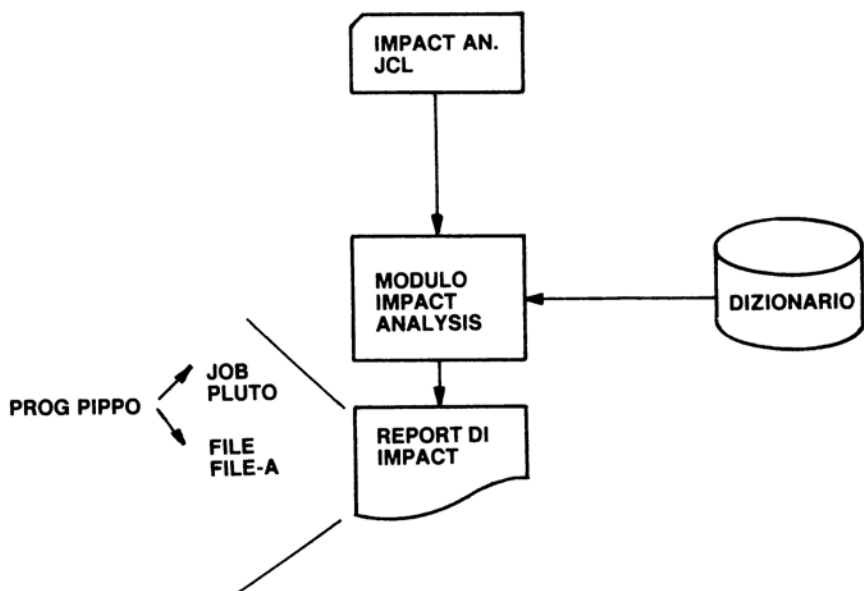 IMPACT AN.
JCL
MODULO
IMPACT
ANALYSIS
DIZIONARIO
JOB
PLUTO
PROG PIPPO
FILE
FILE-A
REPORT DI
IMPACT